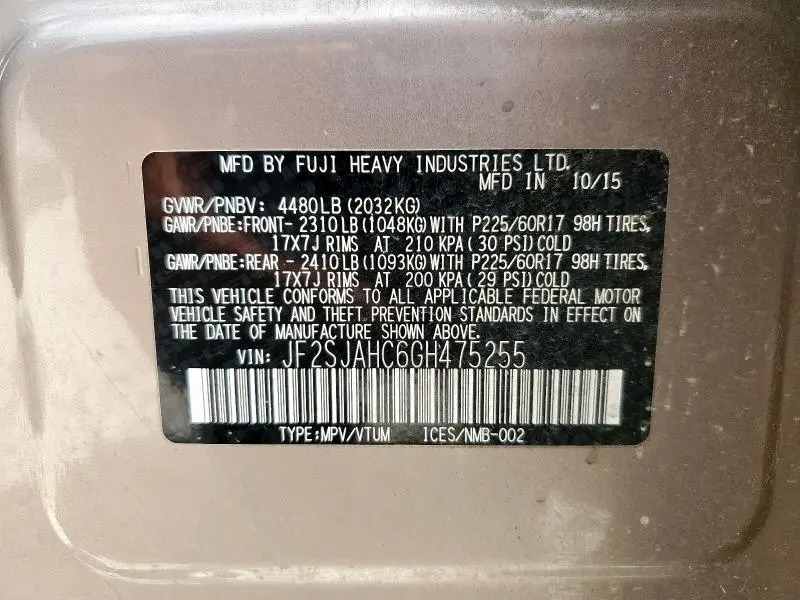 MFD BY FUJI HEAVY INDUSTRIES LTD.
MFD IN 10/15
GVWR/PNBV: 4480LB (2032KG)
GAWR/PNBE:FRONT- 2310LB (1048KG) WITH P225/60R17 98H TIRES,
17X7J RIMS AT 210 KPA ( 30 PSI) COLD
GAWR/PNBE:REAR - 2410LB (1093KG) WITH P225/60R17 98H TIRES,
17X7J RIMS AT 200 KPA ( 29 PSI) COLD
THIS VEHICLE CONFORMS TO ALL APPLICABLE FEDERAL MOTOR
VEHICLE SAFETY AND THEFT PREVENTION STANDARDS IN EFFECT ON
THE DATE OF MANUFACTURE SHOWN ABOVE.
VIN: JF2SJAHC6GH475255
TYPE:MPV/VTUM ICES/NMB-002